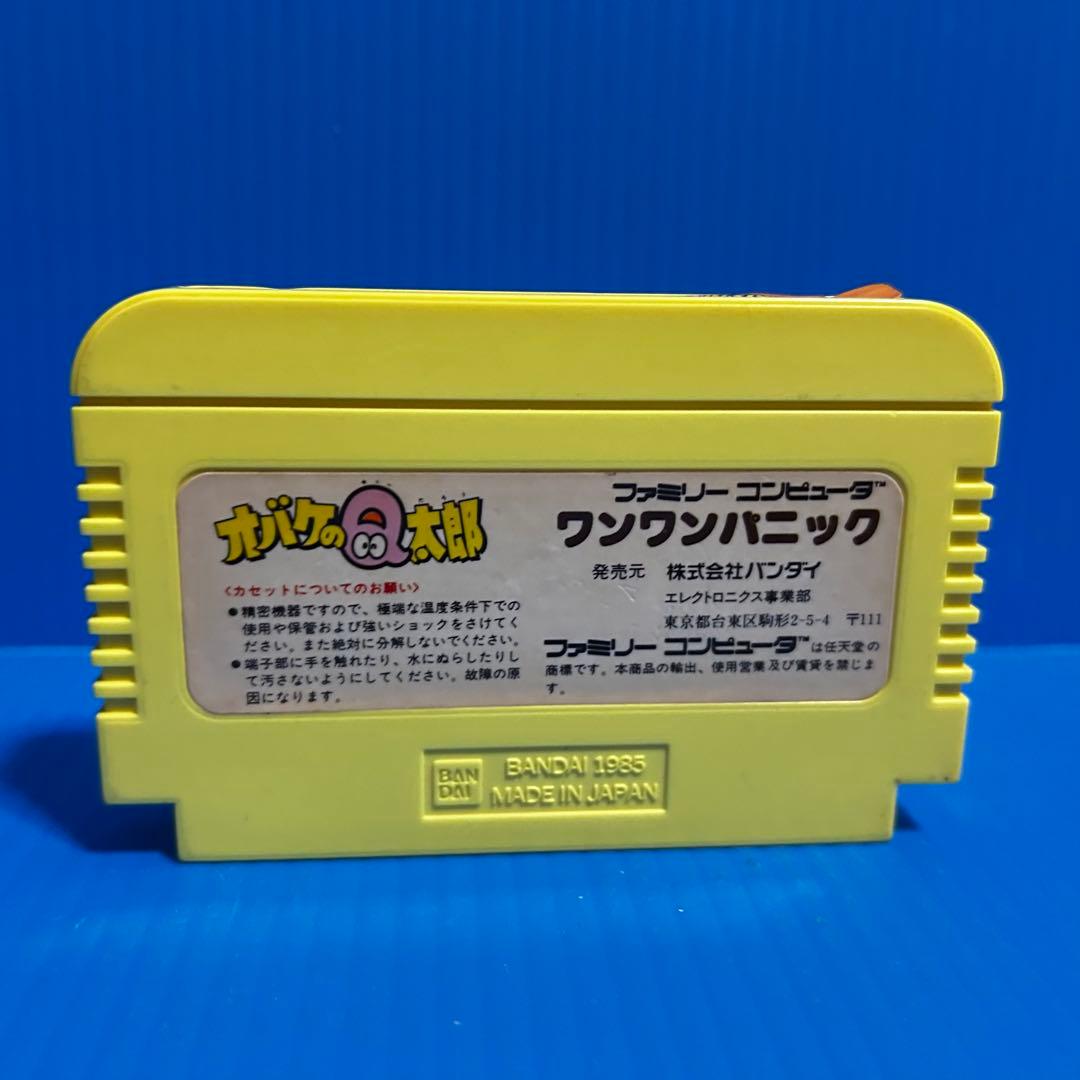 オバケのQ太郎
<カセットについてのお願い>
●精密機器ですので、極端な温度条件下での
使用や保管および強いショックをさけてく
ださい。また絶対に分解しないでください。
●端子部に手を触れたり、水にぬらしたりし
て汚さないようにしてください。故障の原
因になります。
ファミリー コンピュータ™
ワンワンパニック
発売元 株式会社バンダイ
エレクトロニクス事業部
東京都台東区駒形2-5-4 〒111
ファミリー コンピュータ™は任天堂の
商標です。本商品の輸出、使用営業及び賃貸を禁じま
す。
BAN
DAI
BANDAI 1985
MADE IN JAPAN